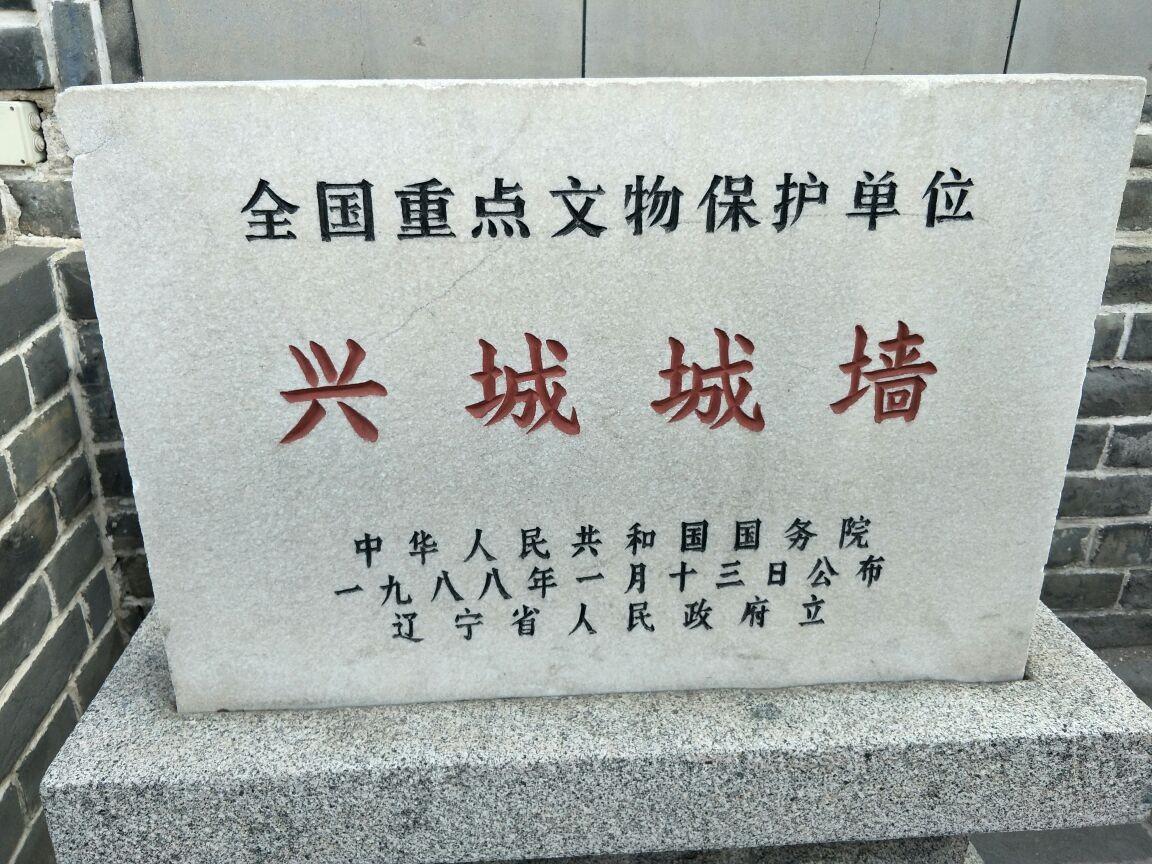 全国重点文物保护单位
兴城城墙
中华人民共和国国务院
一九八八年一月十三日公布
辽宁省人民政府立